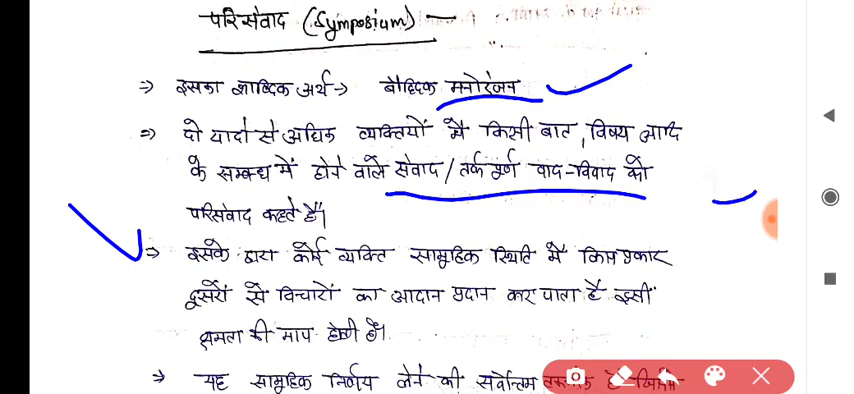 परिसंवाद (Symposium) —
⇒ इसका शाब्दिक अर्थ → बौद्धिक मनोरंजन
⇒ दो या दो से अधिक व्यक्तियों में किसी बात, विषय आदि
के सम्बन्ध में होने वाले संवाद / तर्क पूर्ण वाद-विवाद को
परिसंवाद कहते हैं।
⇒ इसके द्वारा कोई व्यक्ति सामूहिक स्थिति में किस प्रकार
दूसरों से विचारों का आदान प्रदान कर पाता है इसी
क्षमता की माप होती है।
⇒ यह सामूहिक निर्णय लेने की सर्वोत्तम